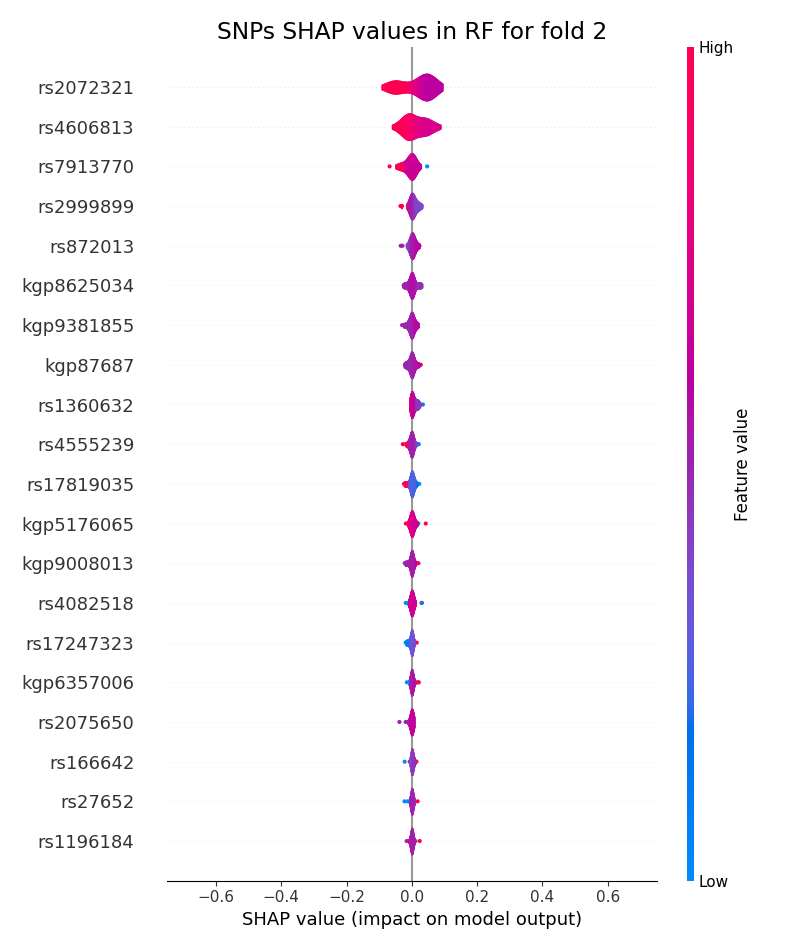 SNPs SHAP values in RF for fold 2
High
rs2072321
rs4606813
rs7913770
rs2999899
rs872013
kgp8625034
kgp9381855
kgp87687
rs1360632
rs4555239
rs17819035
kgp5176065
kgp9008013
rs4082518
rs17247323
kgp6357006
rs2075650
rs166642
rs27652
rs1196184
Feature value
Low
−0.6 −0.4 −0.2 0.0 0.2 0.4 0.6
SHAP value (impact on model output)